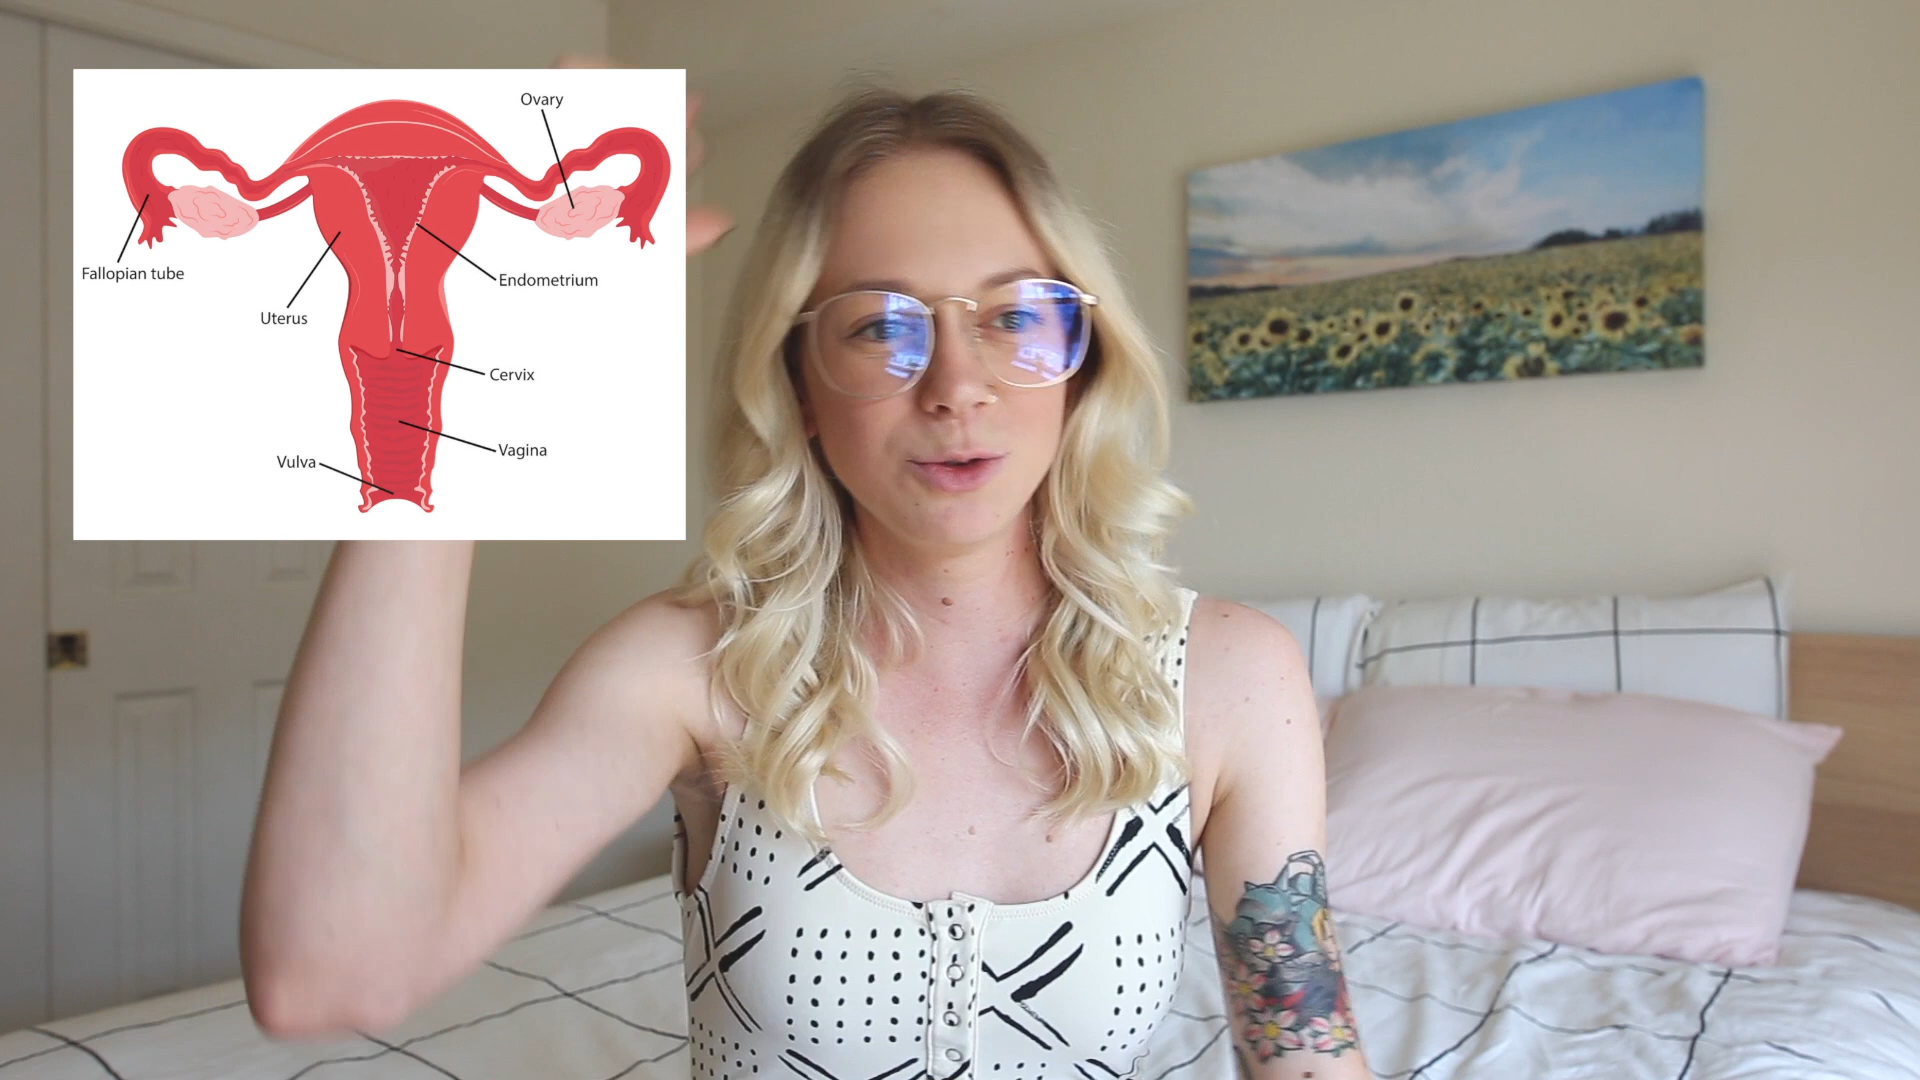 Ovary
Fallopian tube
Endometrium
Uterus
Cervix
Vagina
Vulva